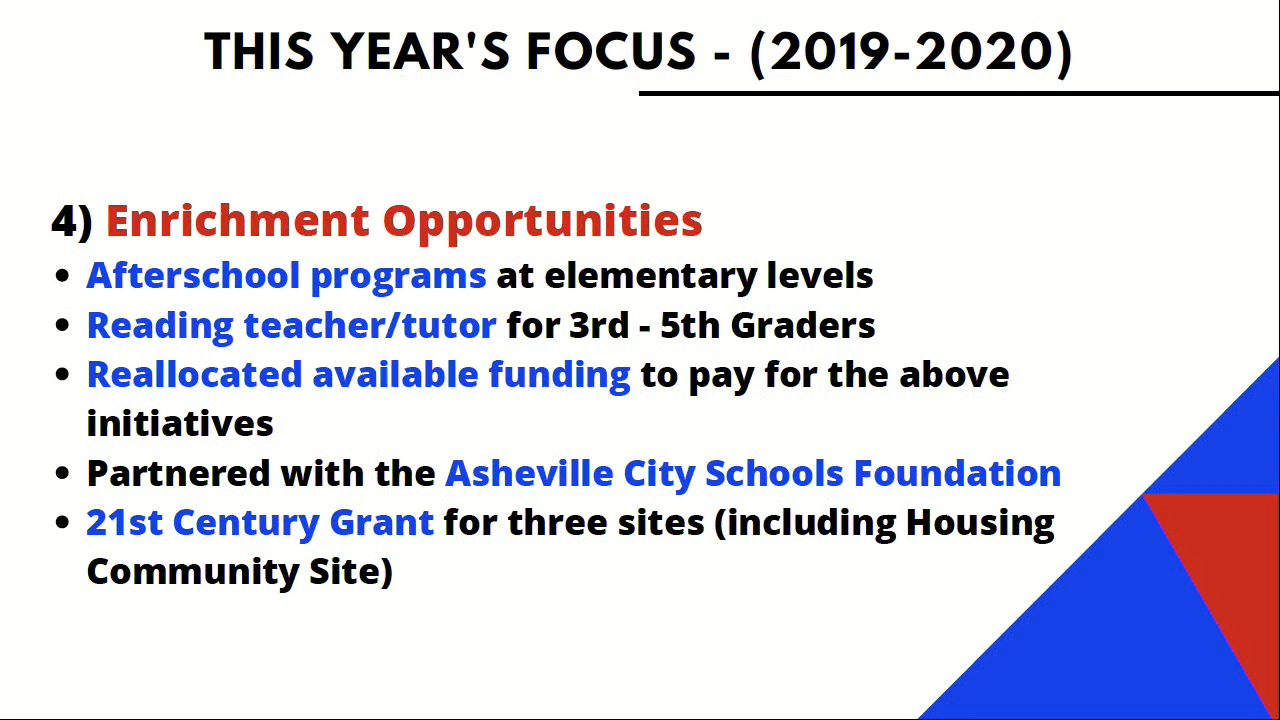 THIS YEAR'S FOCUS - (2019-2020)
4) Enrichment Opportunities
• Afterschool programs at elementary levels
• Reading teacher/tutor for 3rd - 5th Graders
• Reallocated available funding to pay for the above
initiatives
• Partnered with the Asheville City Schools Foundation
• 21st Century Grant for three sites (including Housing
Community Site)